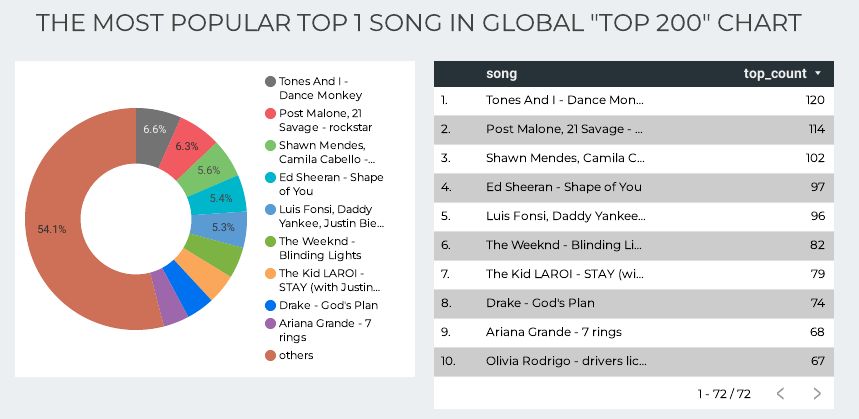 THE MOST POPULAR TOP 1 SONG IN GLOBAL "TOP 200" CHART
6.6%
6.3%
5.6%
5.4%
5.3%
54.1%
Tones And I -
Dance Monkey
Post Malone, 21
Savage - rockstar
Shawn Mendes,
Camila Cabello -...
Ed Sheeran - Shape
of You
Luis Fonsi, Daddy
Yankee, Justin Bie...
The Weeknd -
Blinding Lights
The Kid LAROI -
STAY (with Justin...
Drake - God's Plan
Ariana Grande - 7
rings
others
song top_count
1. Tones And I - Dance Mon... 120
2. Post Malone, 21 Savage - ... 114
3. Shawn Mendes, Camila C... 102
4. Ed Sheeran - Shape of You 97
5. Luis Fonsi, Daddy Yankee... 96
6. The Weeknd - Blinding Li... 82
7. The Kid LAROI - STAY (wi... 79
8. Drake - God's Plan 74
9. Ariana Grande - 7 rings 68
10. Olivia Rodrigo - drivers lic... 67
1 - 72 / 72